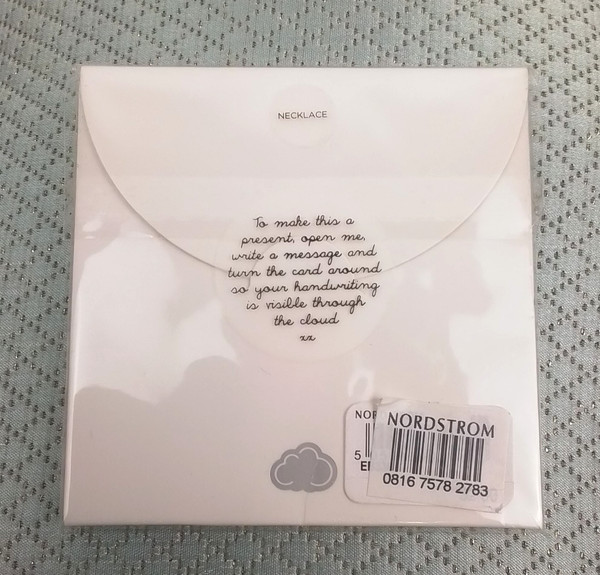 NECKLACE
To make this a
present, open me,
write a message and
turn the card around
so your handwriting
is visible through
the cloud
xx
NORDSTROM
0816 7578 2783